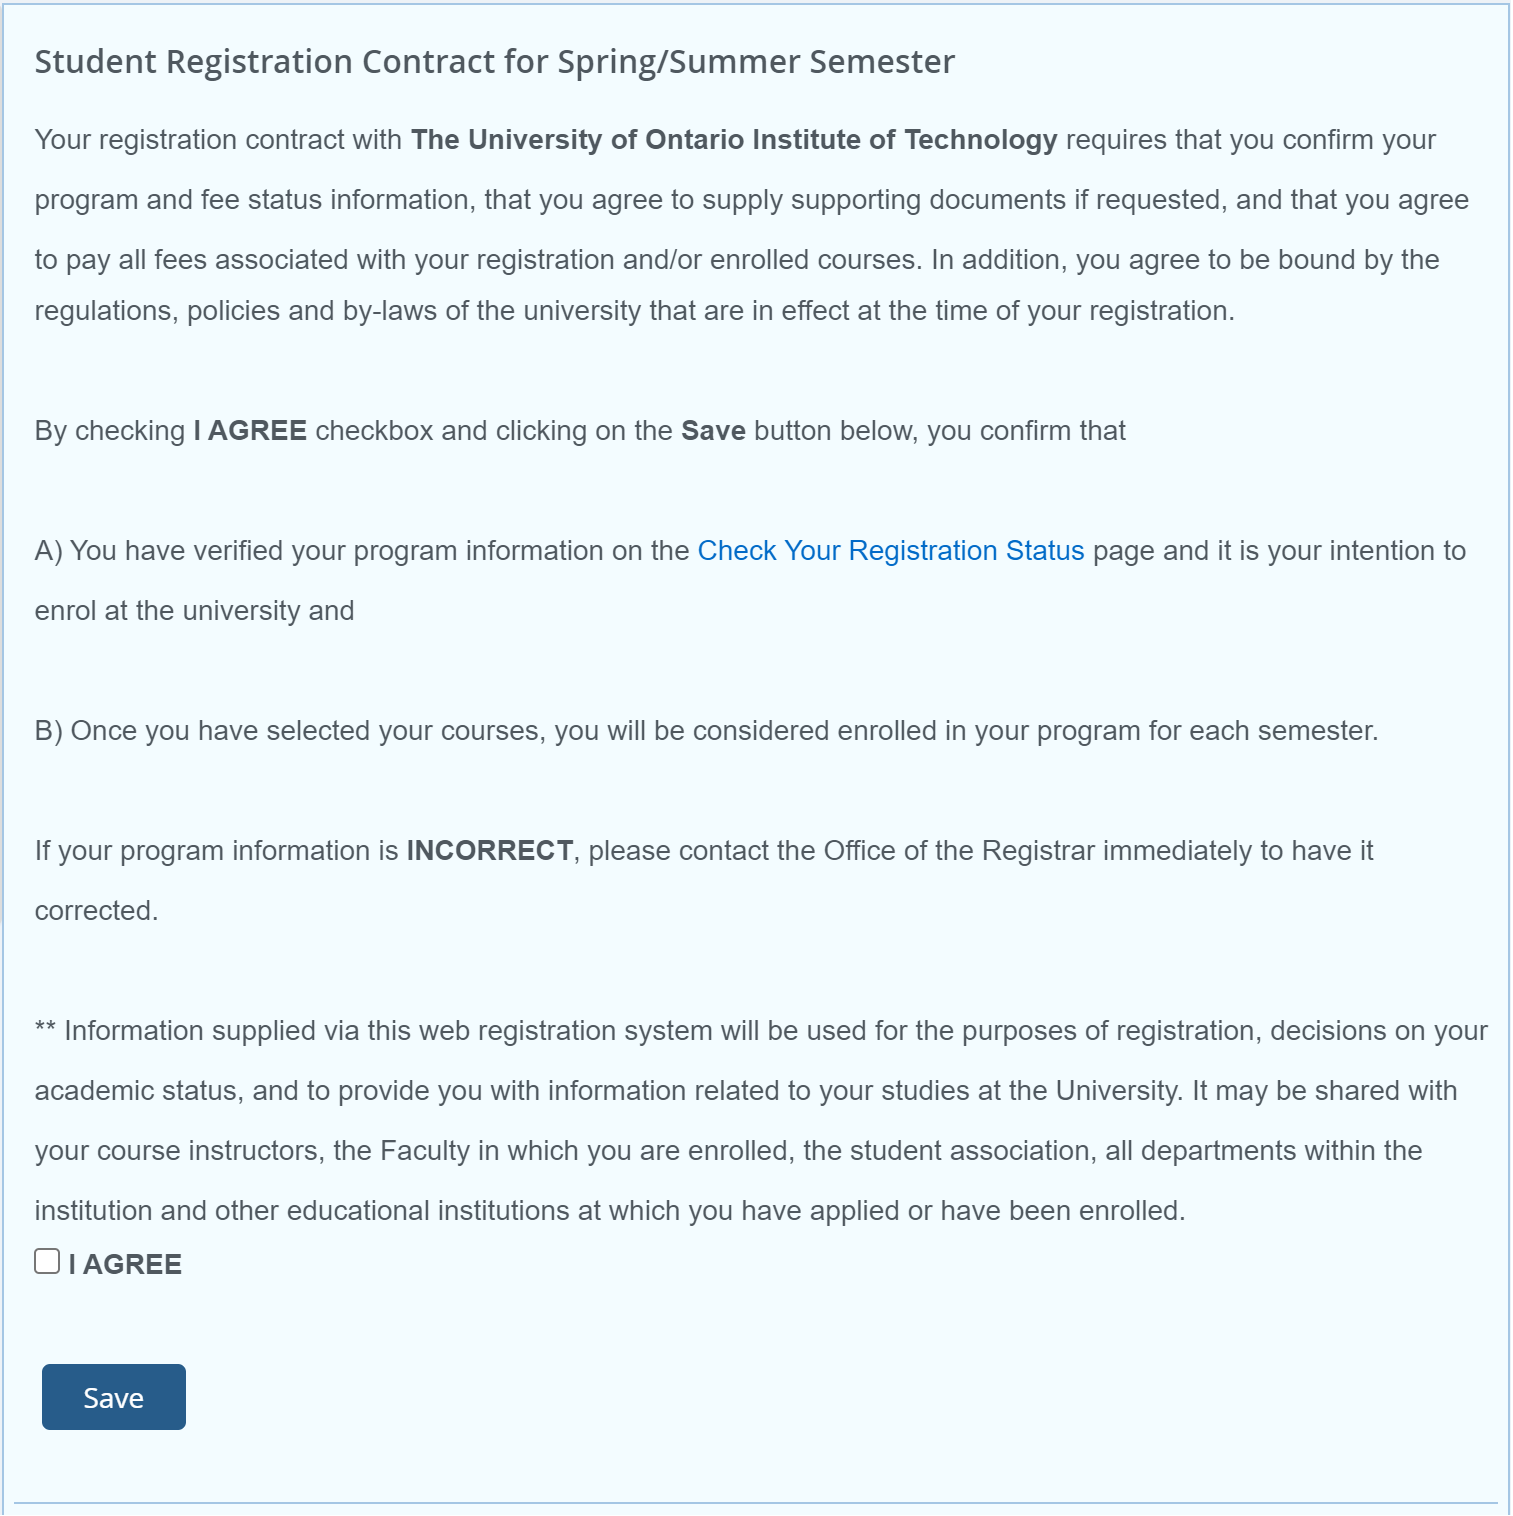 Student Registration Contract for Spring/Summer Semester
Your registration contract with The University of Ontario Institute of Technology requires that you confirm your
program and fee status information, that you agree to supply supporting documents if requested, and that you agree
to pay all fees associated with your registration and/or enrolled courses. In addition, you agree to be bound by the
regulations, policies and by-laws of the university that are in effect at the time of your registration.
By checking I AGREE checkbox and clicking on the Save button below, you confirm that
A) You have verified your program information on the Check Your Registration Status page and it is your intention to
enrol at the university and
B) Once you have selected your courses, you will be considered enrolled in your program for each semester.
If your program information is INCORRECT, please contact the Office of the Registrar immediately to have it
corrected.
** Information supplied via this web registration system will be used for the purposes of registration, decisions on your
academic status, and to provide you with information related to your studies at the University. It may be shared with
your course instructors, the Faculty in which you are enrolled, the student association, all departments within the
institution and other educational institutions at which you have applied or have been enrolled.
I AGREE
Save